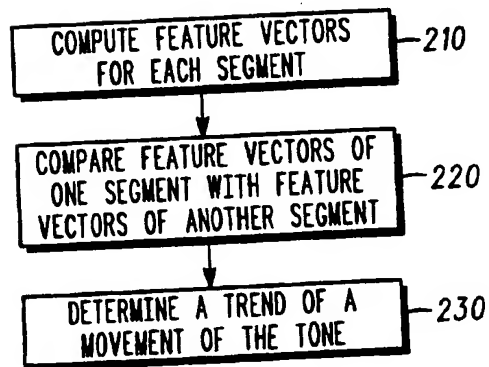 COMPUTE FEATURE VECTORS
FOR EACH SEGMENT
210
COMPARE FEATURE VECTORS OF
ONE SEGMENT WITH FEATURE
VECTORS OF ANOTHER SEGMENT
220
DETERMINE A TREND OF A
MOVEMENT OF THE TONE
230